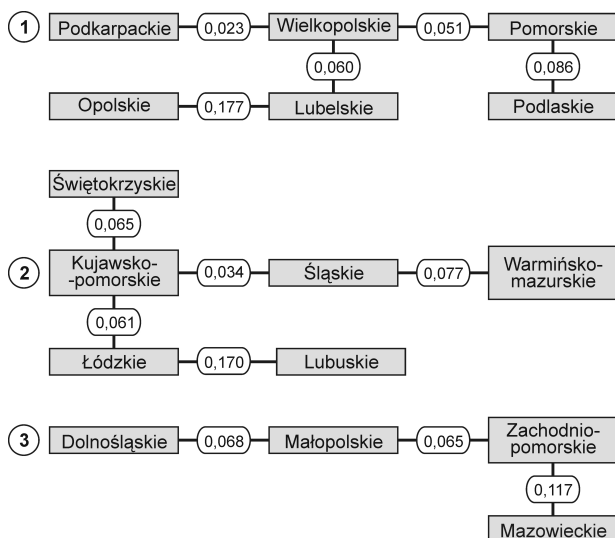 1 Podkarpackie 0,023 Wielkopolskie 0,051 Pomorskie
0,060 0,086
Opolskie 0,177 Lubelskie Podlaskie
Świętokrzyskie
0,065
2 Kujawsko-
-pomorskie 0,034 Śląskie 0,077 Warmińsko-
mazurskie
0,061
Łódzkie 0,170 Lubuskie
3 Dolnośląskie 0,068 Małopolskie 0,065 Zachodnio-
pomorskie
0,117
Mazowieckie